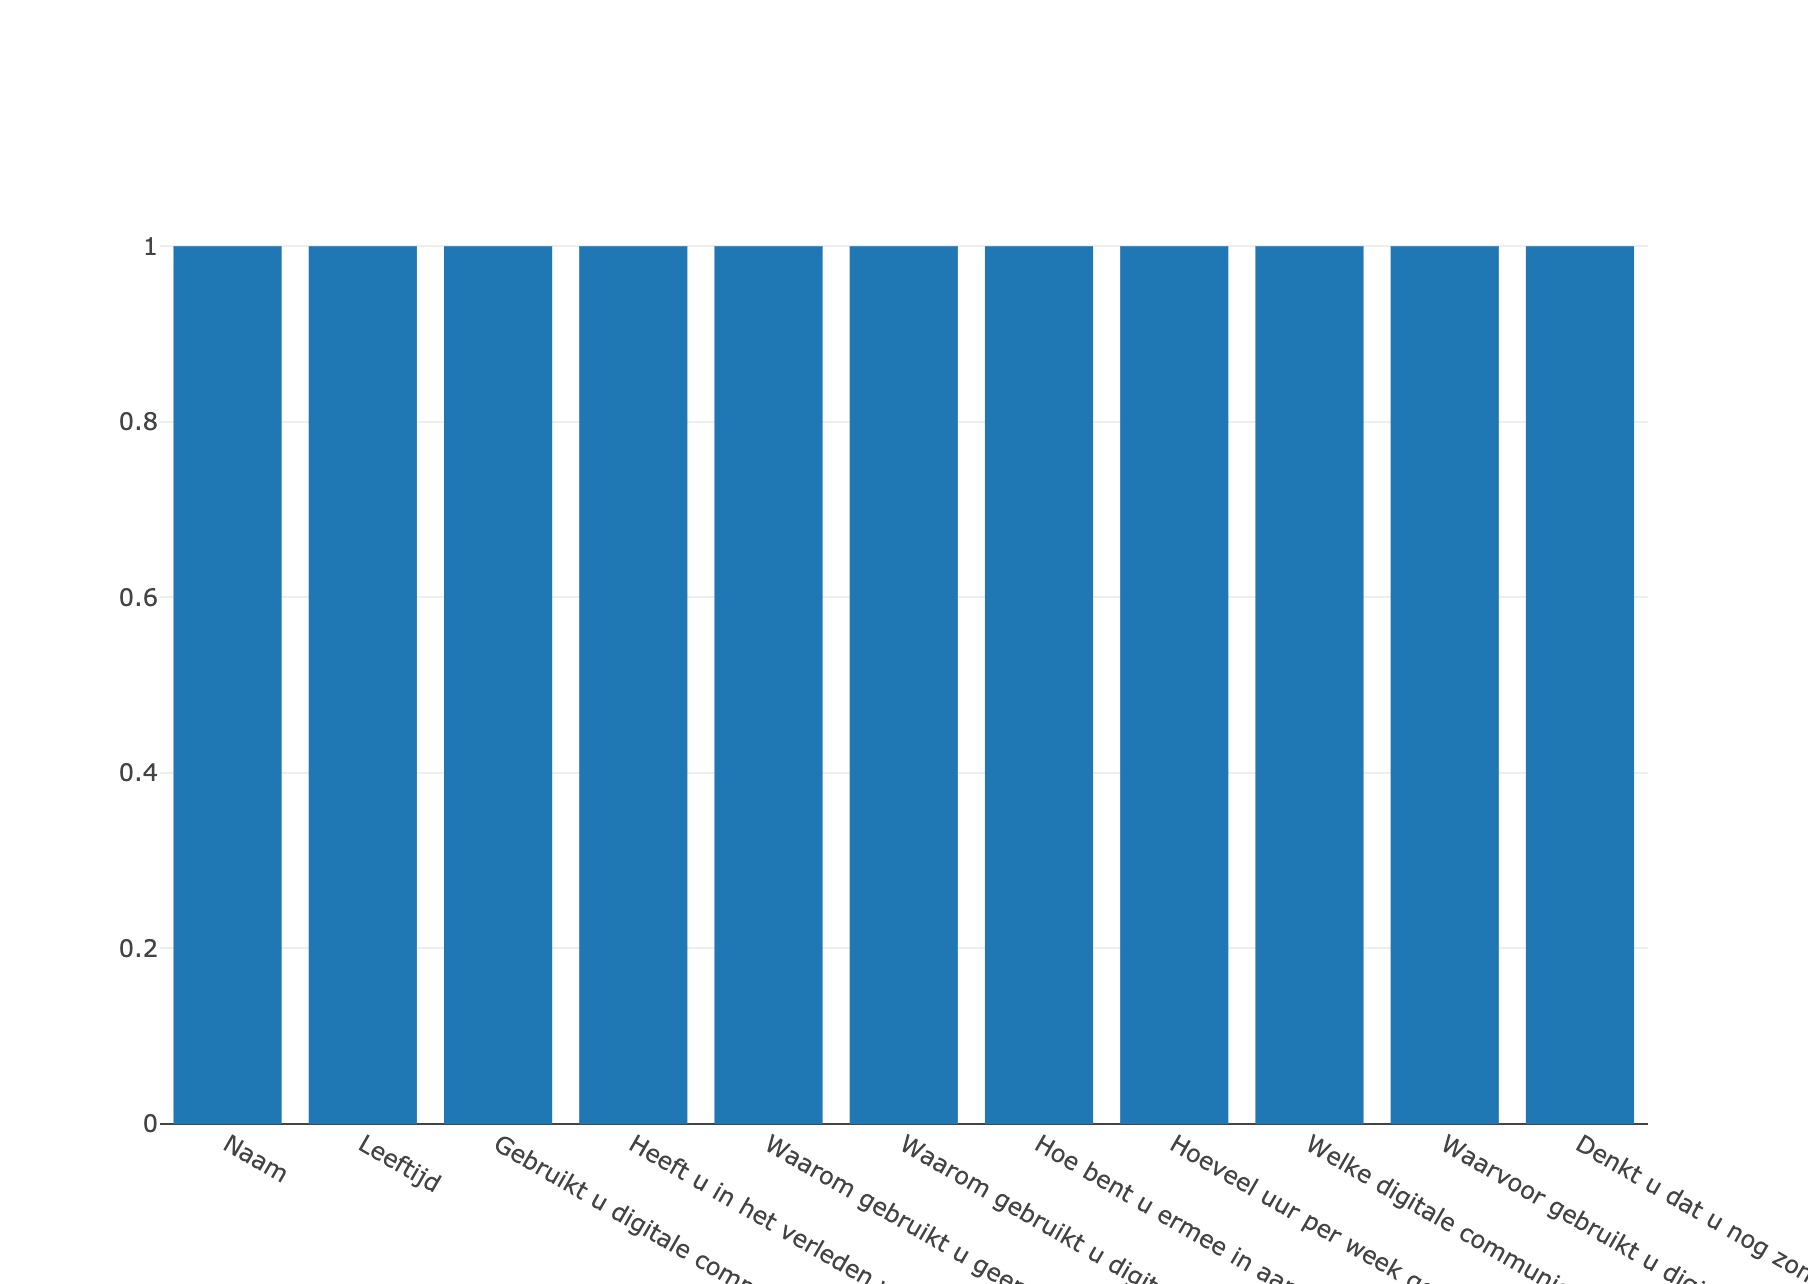 1
0.8
0.6
0.4
0.2
0
Naam
Leeftijd
Gebruikt u digitale
Heeft u in het verleden
Waarom gebruikt u
Waarom gebruikt u
Hoe bent u ermee in
Hoeveel uur per week
Welke digitale
Waarvoor gebruikt u
Denkt u dat u nog